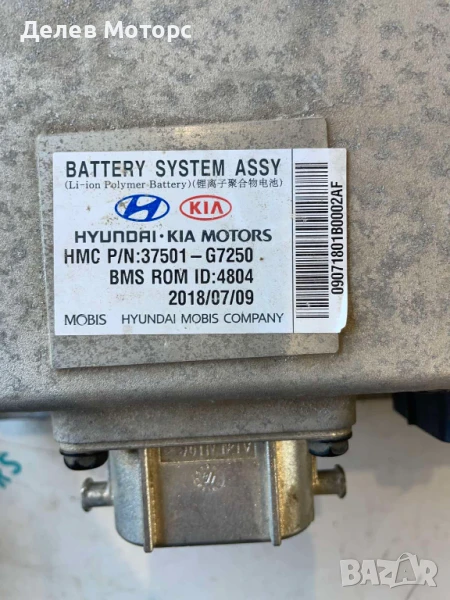 Делев Моторс
BATTERY SYSTEM ASSY
(Li-ion Polymer Battery)(锂离子聚合物电池)
HYUNDAI·KIA MOTORS
HMC P/N:37501-G7250
BMS ROM ID:4804
2018/07/09
MOBIS HYUNDAI MOBIS COMPANY
09071801B0002AF
KIA
BAZAR